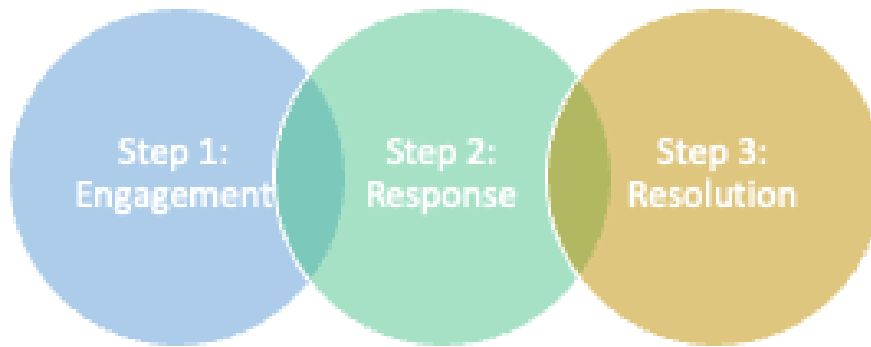 Step 1:
Engagement
Step 2:
Response
Step 3:
Resolution